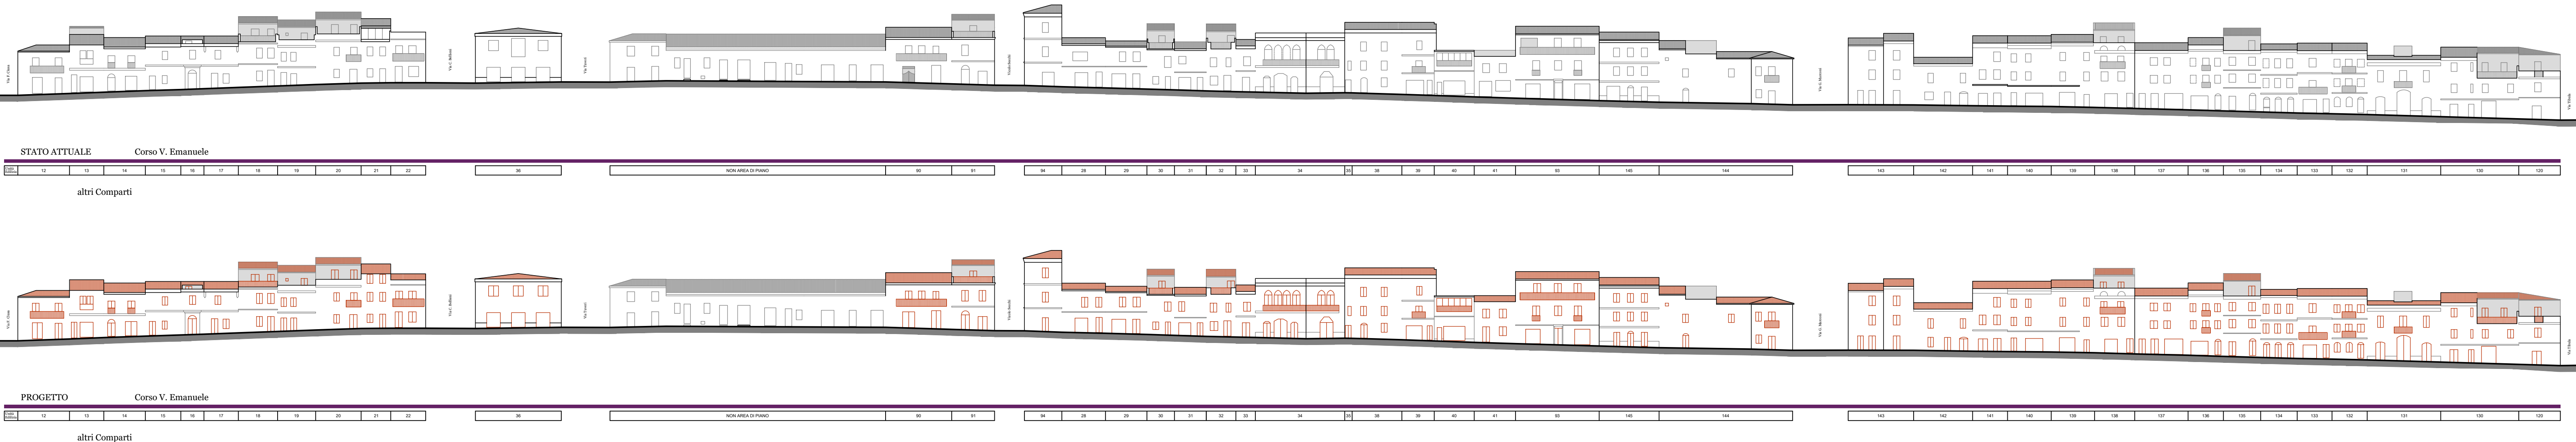 STATO ATTUALE Corso V. Emanuele
12 13 14 15 16 17 18 19 20 21 22 36 NON AREA DI PIANO 90 91 94 28 29 30 31 32 33 34 35 38 39 40 41 93 145 144 143 142 141 140 139 138 137 136 135 134 133 132 131 130 120
altri Comparti
PROGETTO Corso V. Emanuele
12 13 14 15 16 17 18 19 20 21 22 36 NON AREA DI PIANO 90 91 94 28 29 30 31 32 33 34 35 38 39 40 41 93 145 144 143 142 141 140 139 138 137 136 135 134 133 132 131 130 120
altri Comparti